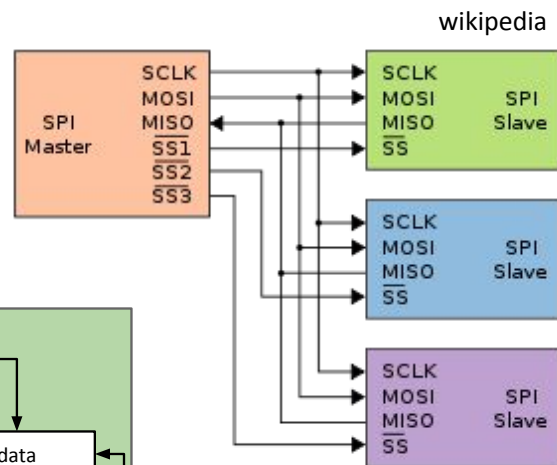 wikipedia
SPI
Master
SCLK
MOSI
MISO
SS1
SS2
SS3
SCLK
MOSI
MISO
SS
SPI
Slave
SCLK
MOSI
MISO
SS
SPI
Slave
SCLK
MOSI
MISO
SS
SPI
Slave
data